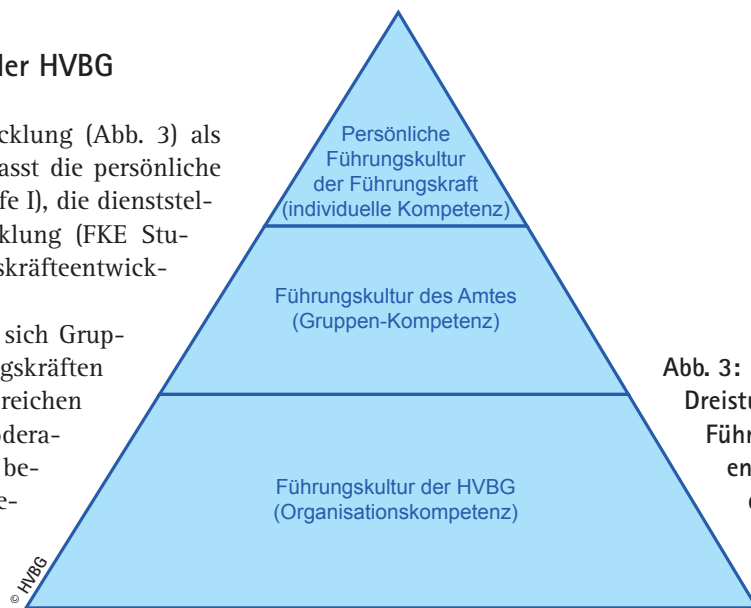 der HVBG
cklung (Abb. 3) als
asst die persönliche
fe I), die dienststel-
klung (FKE Stu-
skräfteentwick-
sich Grup-
gskräften
reichen
odera-
be-
e-
Persönliche
Führungskultur
der Führungskraft
(individuelle Kompetenz)
Führungskultur des Amtes
(Gruppen-Kompetenz)
Führungskultur der HVBG
(Organisationskompetenz)
Abb. 3:
Dreistu
Führ
en
© HVBG